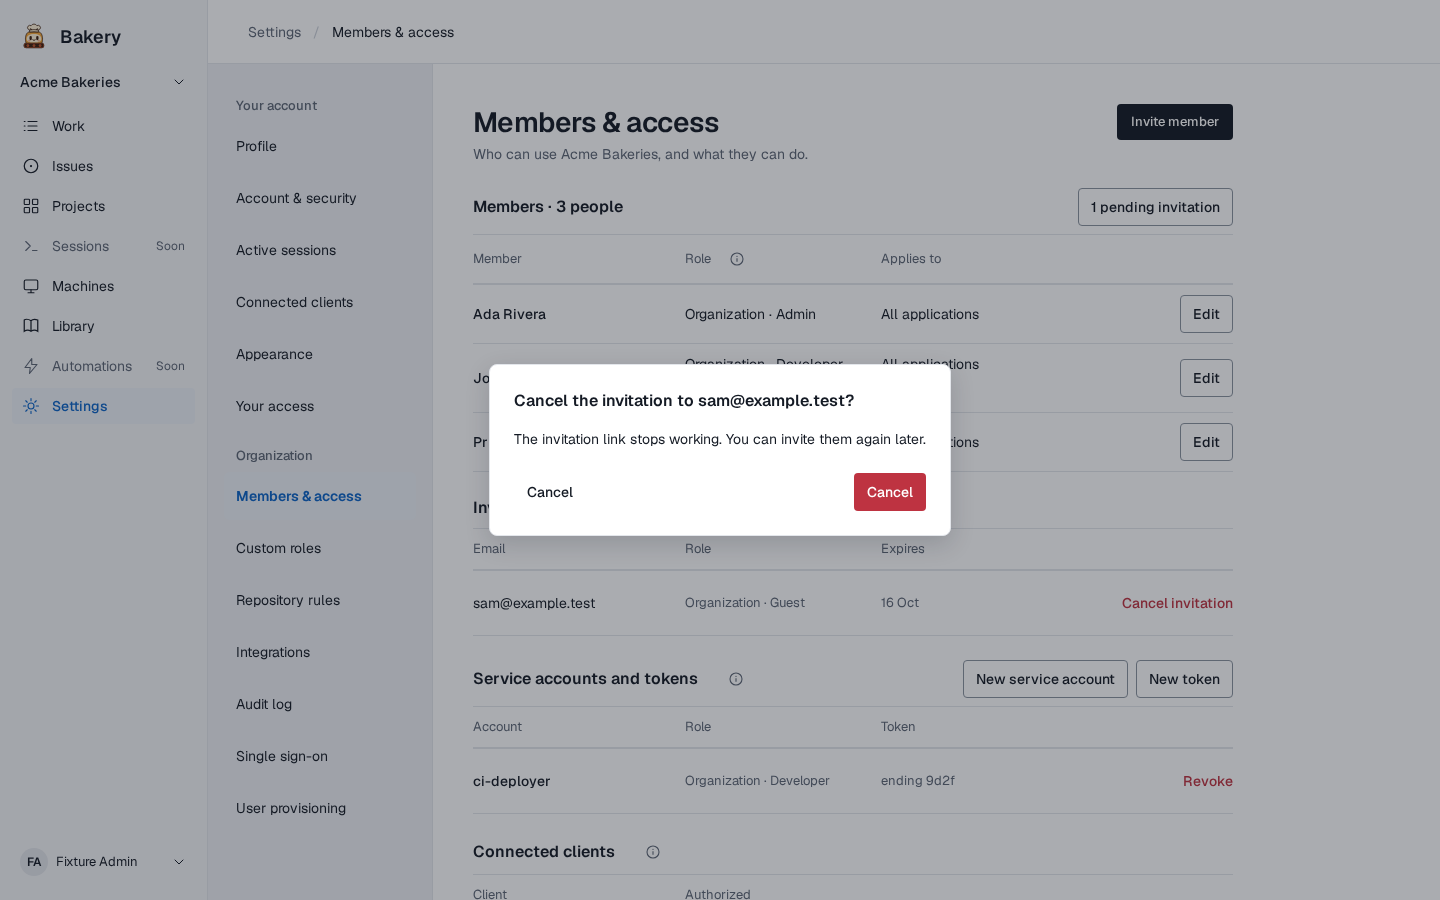 Bakery
Acme Bakeries
Work
Issues
Projects
Sessions Soon
Machines
Library
Automations Soon
Settings
FA Fixture Admin
Settings / Members & access
Your account
Profile
Account & security
Active sessions
Connected clients
Appearance
Your access
Organization
Members & access
Custom roles
Repository rules
Integrations
Audit log
Single sign-on
User provisioning
Members & access
Invite member
Who can use Acme Bakeries, and what they can do.
Members · 3 people
1 pending invitation
Member Role Applies to
Ada Rivera Organization · Admin All applications Edit
Organization · Developer All applications
Jo Edit
Pr Edit
Cancel the invitation to sam@example.test?
The invitation link stops working. You can invite them again later.
Cancel Cancel
Email Role Expires
sam@example.test Organization · Guest 16 Oct Cancel invitation
Service accounts and tokens
New service account New token
Account Role Token
ci-deployer Organization · Developer ending 9d2f Revoke
Connected clients
Client Authorized